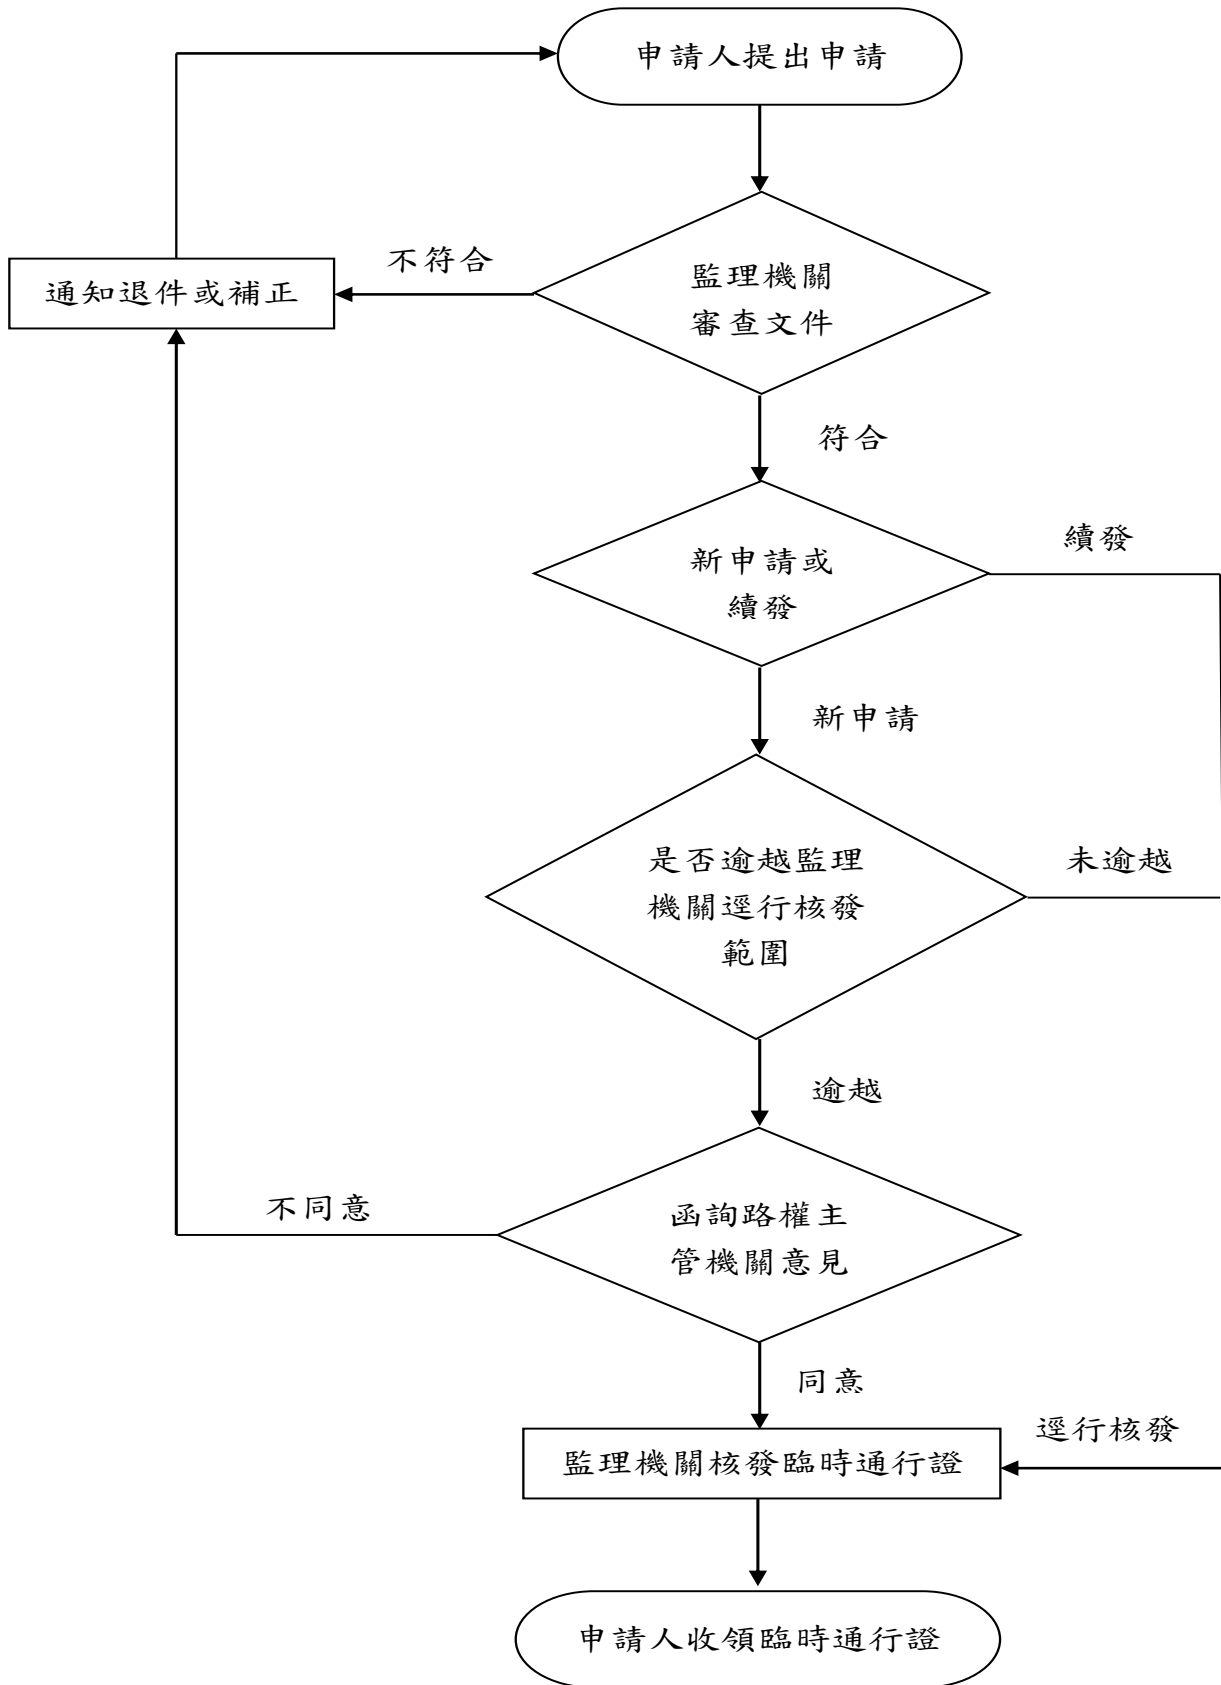 申請人提出申請
不符合
通知退件或補正
監理機關
審查文件
符合
續發
新申請或
續發
新申請
是否逾越監理
機關逕行核發
範圍
未逾越
逾越
不同意
函詢路權主
管機關意見
同意
逕行核發
監理機關核發臨時通行證
申請人收領臨時通行證